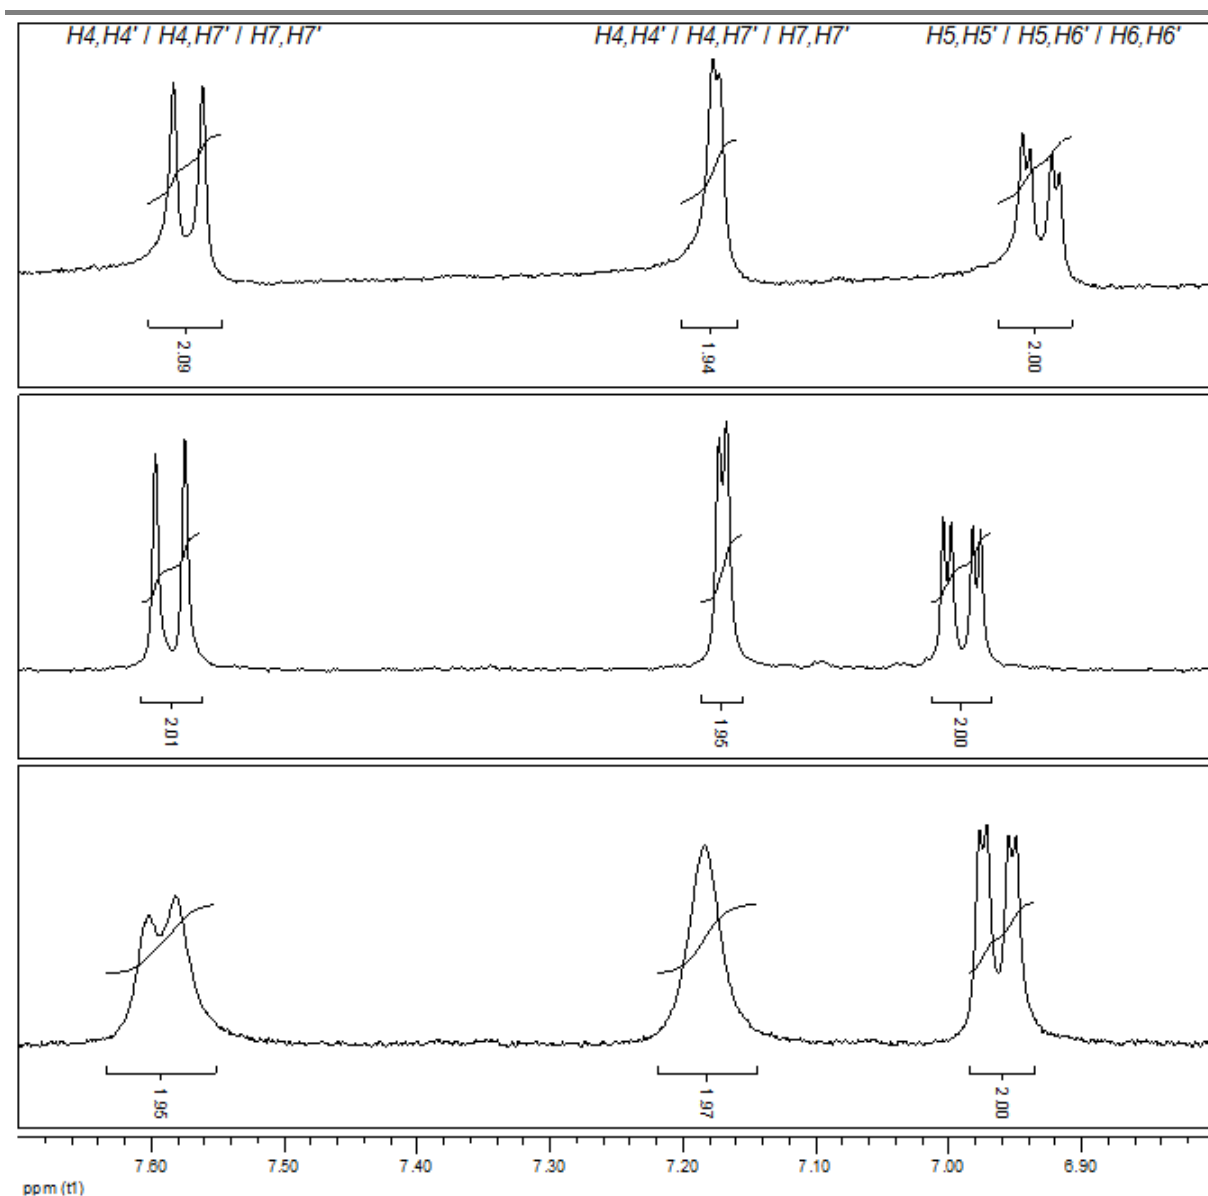 H4,H4' / H4,H7' / H7,H7' H4,H4' / H4,H7' / H7,H7' H5,H5' / H5,H6' / H6,H6'
2.09 1.94 2.00
2.01 1.95 2.00
1.95 1.97 2.00
7.60 7.50 7.40 7.30 7.20 7.10 7.00 6.90
ppm (t1)